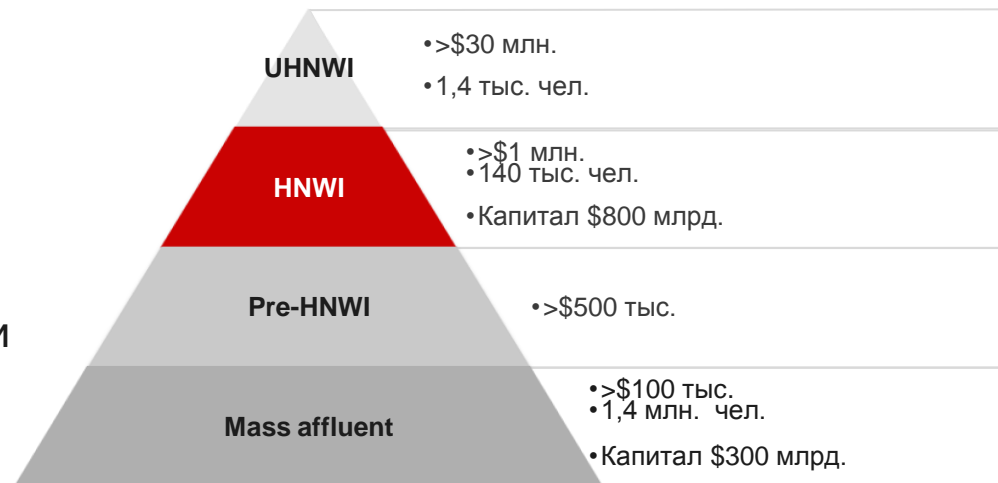 UHNWI
•>$30 млн.
•1,4 тыс. чел.
HNWI
•>$1 млн.
•140 тыс. чел.
•Капитал $800 млрд.
Pre-HNWI
•>$500 тыс.
и
Mass affluent
•>$100 тыс.
•1,4 млн. чел.
•Капитал $300 млрд.